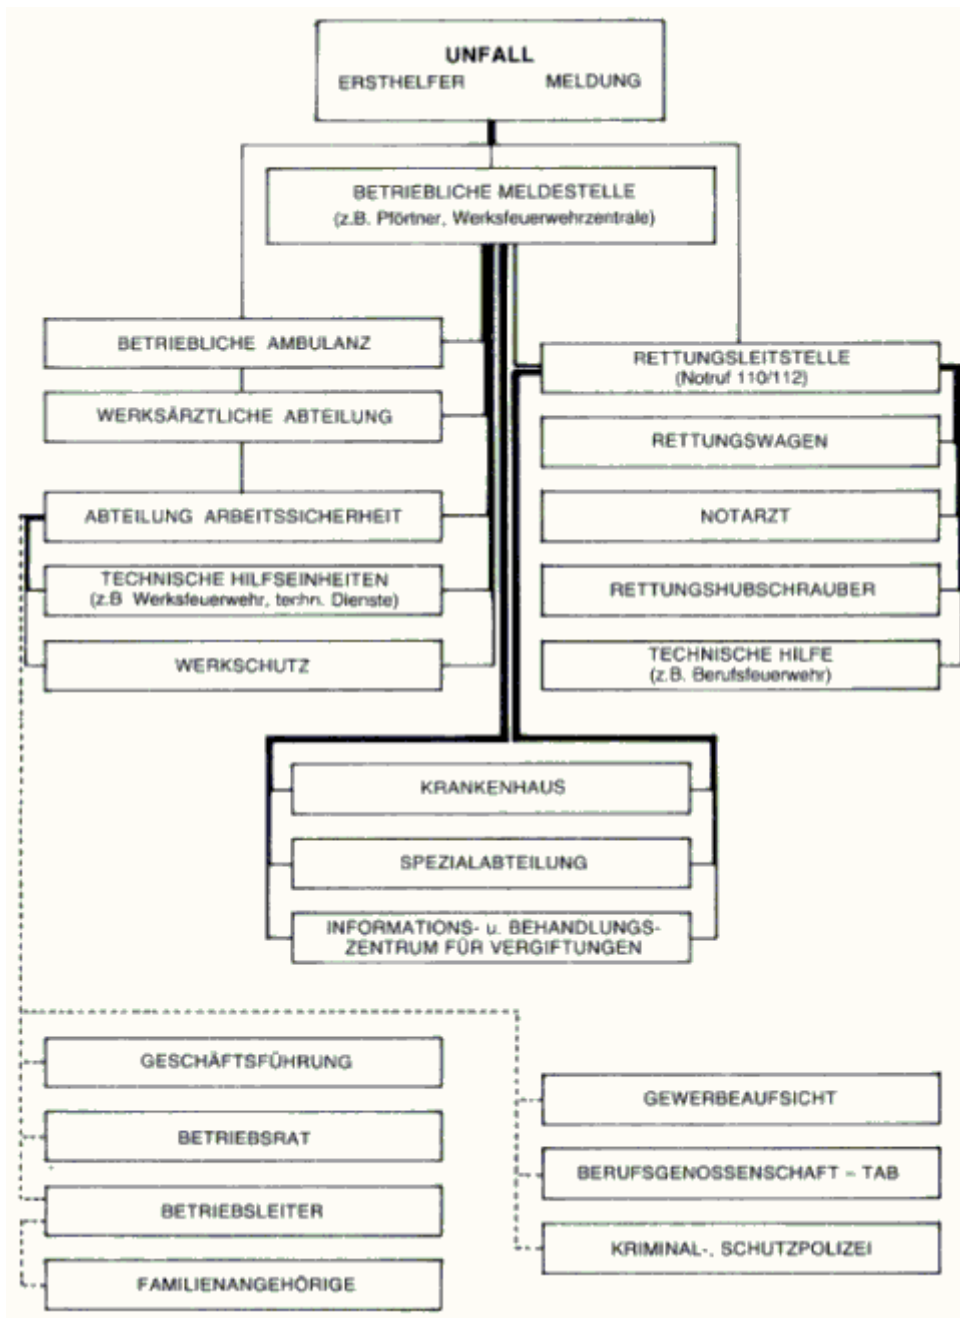 UNFALL
ERSTHELFER MELDUNG
BETRIEBLICHE MELDESTELLE
(z.B. Pförtner, Werksfeuerwehrzentrale)
BETRIEBLICHE AMBULANZ
WERKSÄRZTLICHE ABTEILUNG
ABTEILUNG ARBEITSSICHERHEIT
TECHNISCHE HILFSEINHEITEN
(z.B Werksfeuerwehr, techn. Dienste)
WERKSCHUTZ
RETTUNGSLEITSTELLE
(Notruf 110/112)
RETTUNGSWAGEN
NOTARZT
RETTUNGSHUBSCHRAUBER
TECHNISCHE HILFE
(z.B. Berufsfeuerwehr)
KRANKENHAUS
SPEZIALABTEILUNG
INFORMATIONS- u. BEHANDLUNGS-
ZENTRUM FÜR VERGIFTUNGEN
GESCHÄFTSFÜHRUNG
BETRIEBSRAT
BETRIEBSLEITER
FAMILIENANGEHÖRIGE
GEWERBEAUFSICHT
BERUFSGENOSSENSCHAFT – TAB
KRIMINAL-, SCHUTZPOLIZEI